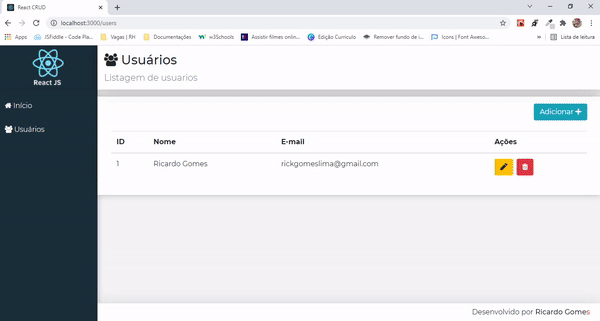 React CRUD
localhost:3000/users
Apps
JSFiddle - Code Pla...
Vagas | RH
Documentações
w3Schools
Assistir filmes onlin...
Edição Currículo
Remover fundo de i...
Icons | Font Aweso...
»
Lista de leitura
React JS
Início
Usuários
Usuários
Listagem de usuarios
Adicionar +
ID Nome E-mail Ações
1 Ricardo Gomes rickgomeslima@gmail.com
Desenvolvido por Ricardo Gomes